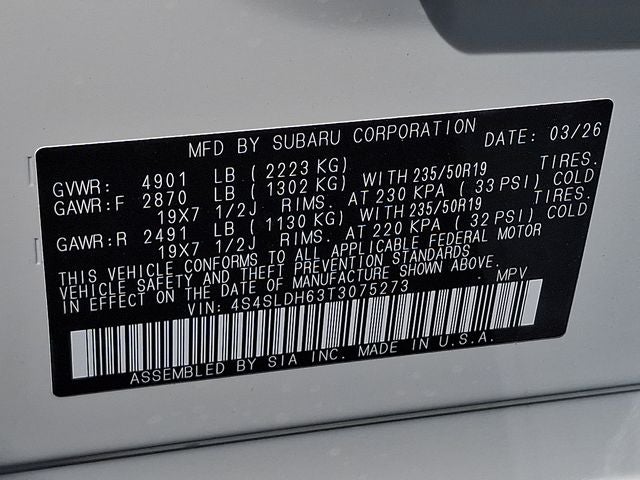 MFD BY SUBARU CORPORATION DATE: 03/26
GVWR: 4901 LB ( 2223 KG)
GAWR:F 2870 LB ( 1302 KG) WITH 235/50R19 TIRES.
19X7 1/2J RIMS. AT 230 KPA ( 33 PSI) COLD
GAWR:R 2491 LB ( 1130 KG) WITH 235/50R19 TIRES.
19X7 1/2J RIMS. AT 220 KPA ( 32 PSI) COLD
THIS VEHICLE CONFORMS TO ALL APPLICABLE FEDERAL MOTOR
VEHICLE SAFETY AND THEFT PREVENTION STANDARDS
IN EFFECT ON THE DATE OF MANUFACTURE SHOWN ABOVE.
VIN: 4S4SLDH63T3075273 MPV
ASSEMBLED BY SIA INC. MADE IN U.S.A.